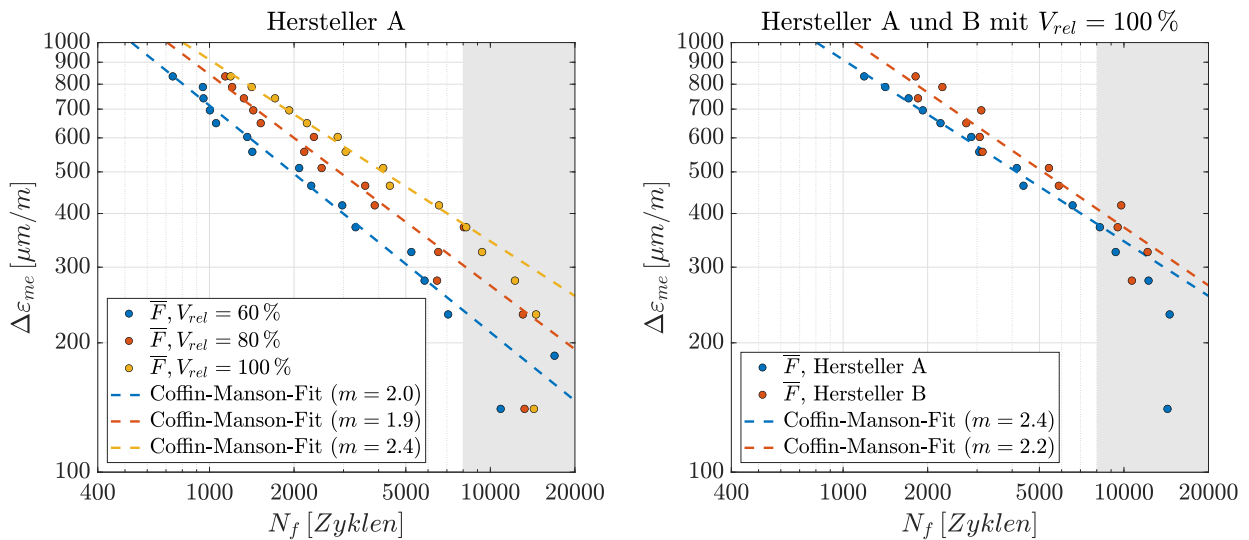 Hersteller A
1000
900
800
700
600
500
400
300
200
100
Δε_me [μm/m]
F̅, V_rel = 60 %
F̅, V_rel = 80 %
F̅, V_rel = 100 %
Coffin-Manson-Fit (m = 2.0)
Coffin-Manson-Fit (m = 1.9)
Coffin-Manson-Fit (m = 2.4)
400 1000 2000 5000 10000 20000
N_f [Zyklen]
Hersteller A und B mit V_rel = 100 %
1000
900
800
700
600
500
400
300
200
100
Δε_me [μm/m]
F̅, Hersteller A
F̅, Hersteller B
Coffin-Manson-Fit (m = 2.4)
Coffin-Manson-Fit (m = 2.2)
400 1000 2000 5000 10000 20000
N_f [Zyklen]